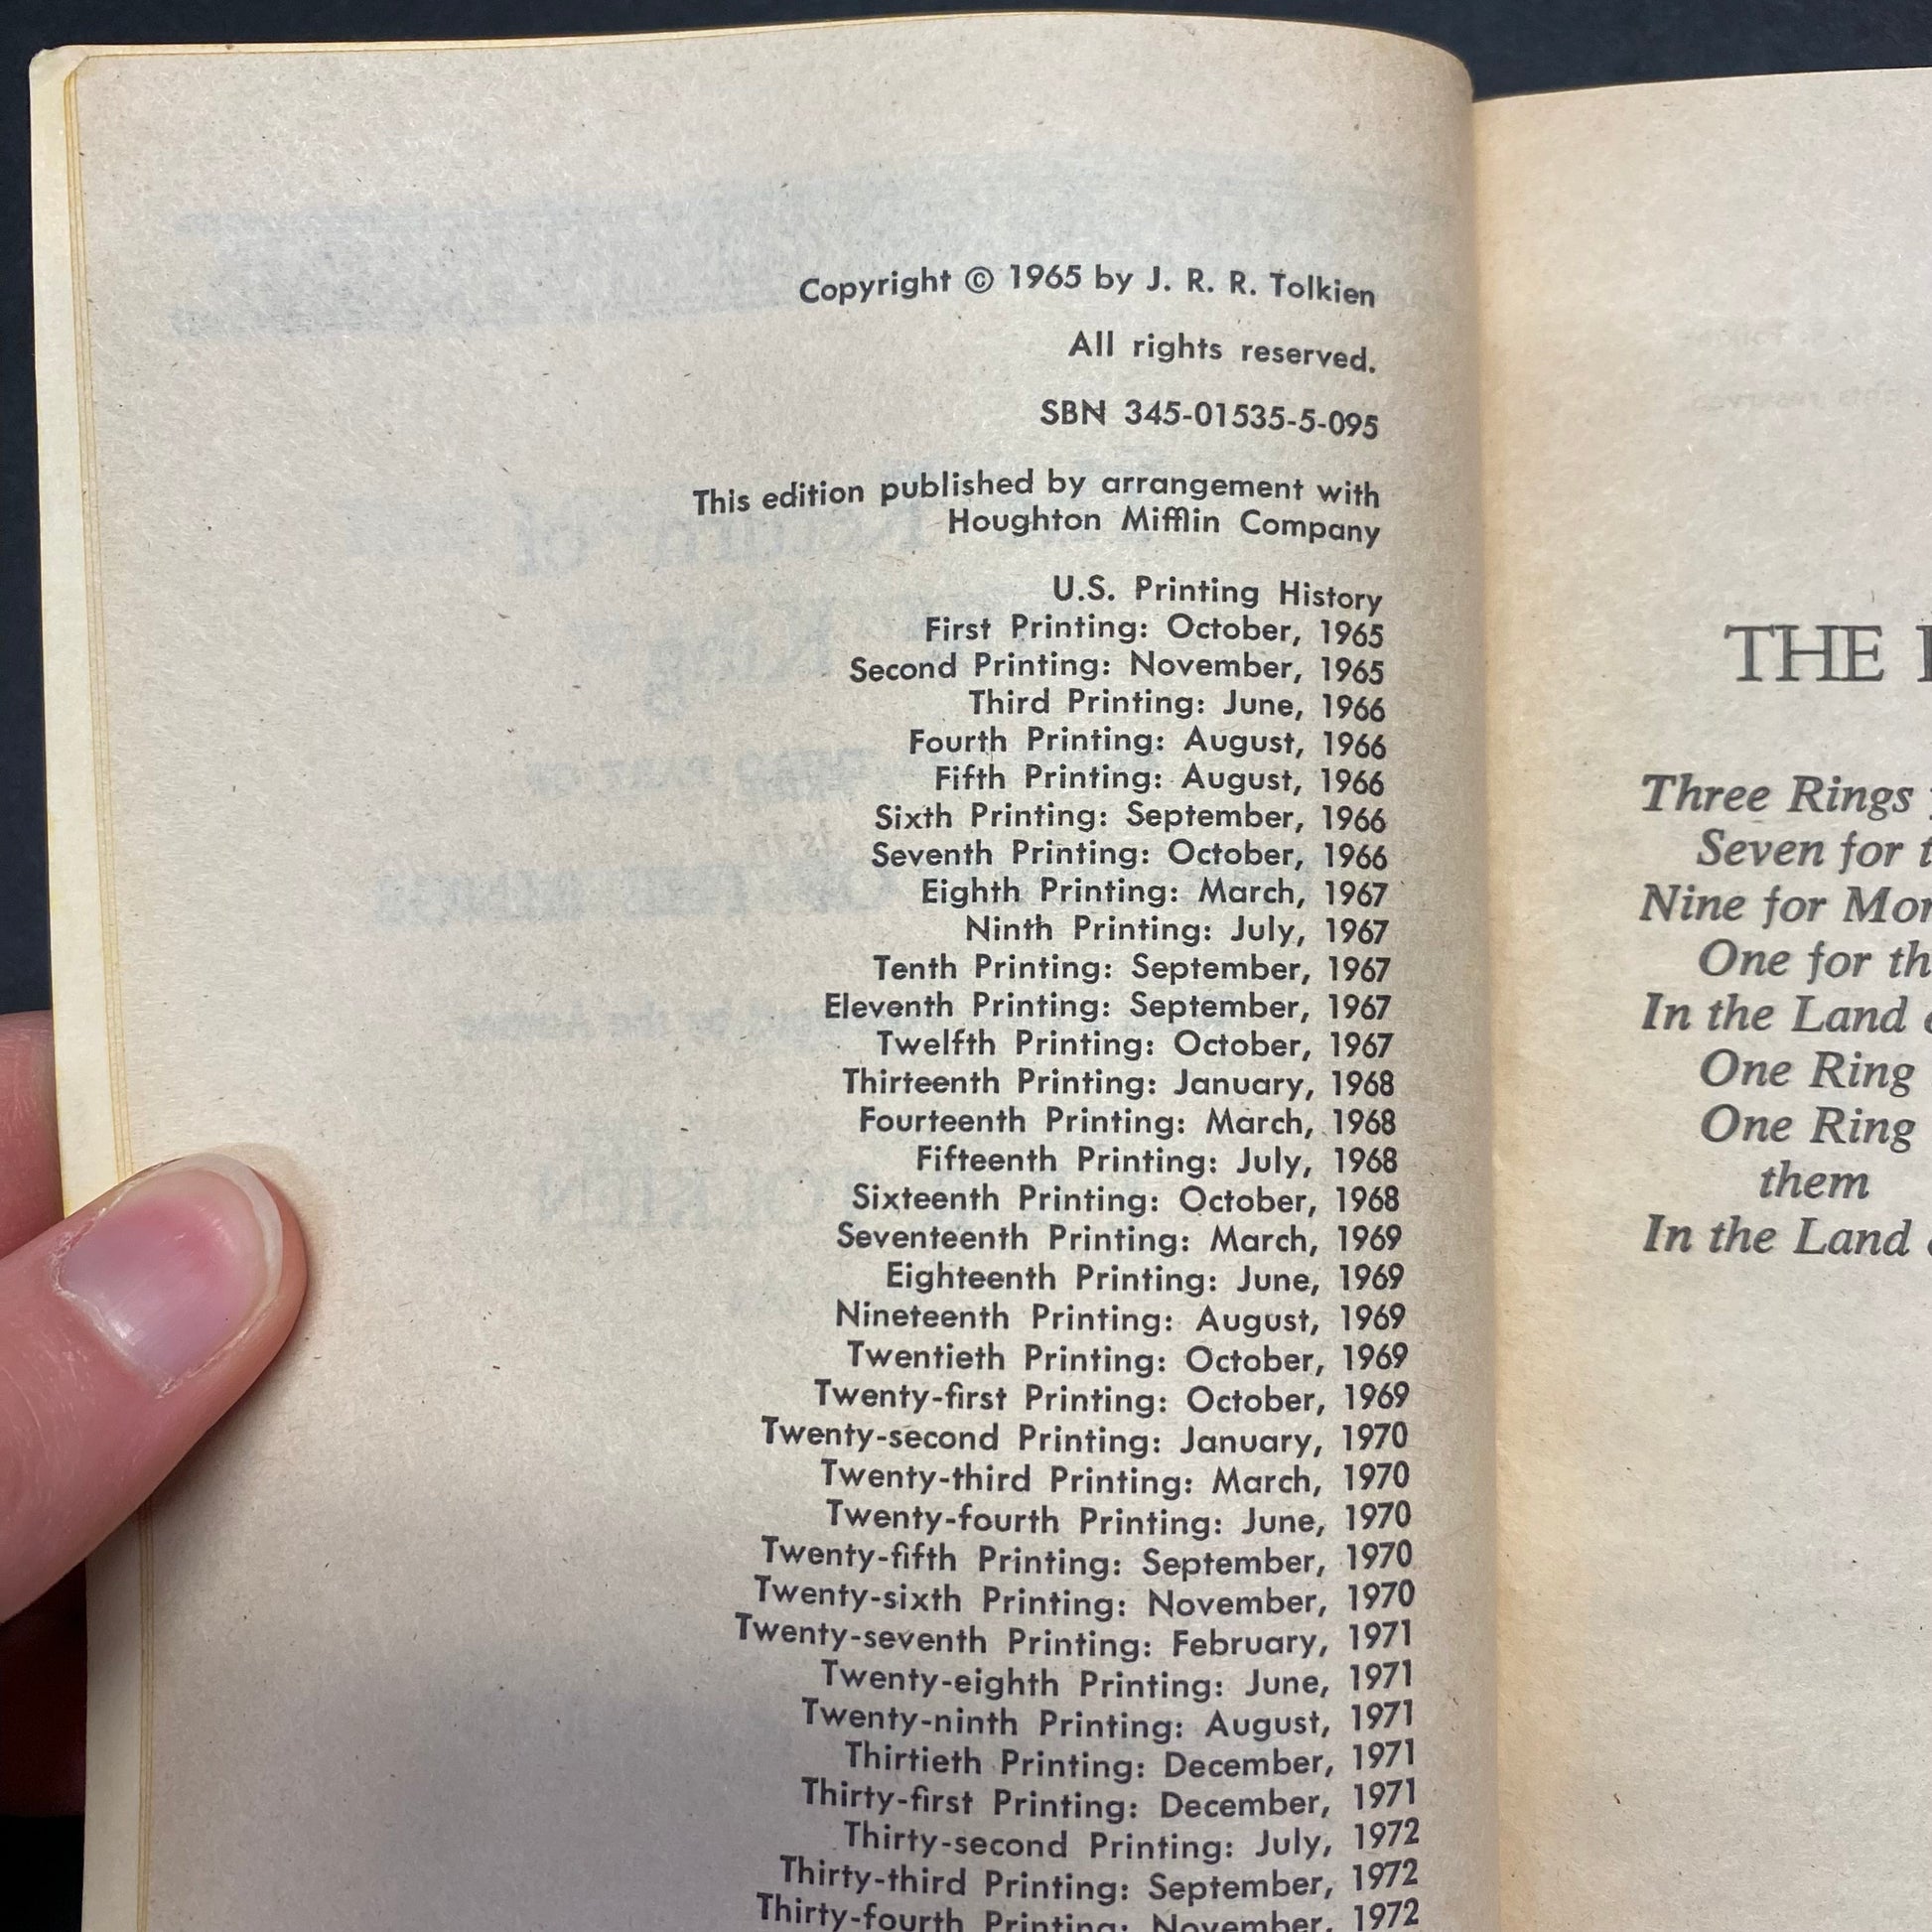 Copyright © 1965 by J. R. R. Tolkien
All rights reserved.
SBN 345-01535-5-095
This edition published by arrangement with
Houghton Mifflin Company
U.S. Printing History
First Printing: October, 1965
Second Printing: November, 1965
Third Printing: June, 1966
Fourth Printing: August, 1966
Fifth Printing: August, 1966
Sixth Printing: September, 1966
Seventh Printing: October, 1966
Eighth Printing: March, 1967
Ninth Printing: July, 1967
Tenth Printing: September, 1967
Eleventh Printing: September, 1967
Twelfth Printing: October, 1967
Thirteenth Printing: January, 1968
Fourteenth Printing: March, 1968
Fifteenth Printing: July, 1968
Sixteenth Printing: October, 1968
Seventeenth Printing: March, 1969
Eighteenth Printing: June, 1969
Nineteenth Printing: August, 1969
Twentieth Printing: October, 1969
Twenty-first Printing: October, 1969
Twenty-second Printing: January, 1970
Twenty-third Printing: March, 1970
Twenty-fourth Printing: June, 1970
Twenty-fifth Printing: September, 1970
Twenty-sixth Printing: November, 1970
Twenty-seventh Printing: February, 1971
Twenty-eighth Printing: June, 1971
Twenty-ninth Printing: August, 1971
Thirtieth Printing: December, 1971
Thirty-first Printing: December, 1971
Thirty-second Printing: July, 1972
Thirty-third Printing: September, 1972
Thirty-fourth Printing: November, 1972
THE
Three Rings
Seven for
Nine for
One for
In the Land
One Ring
One Ring
them
In the Land